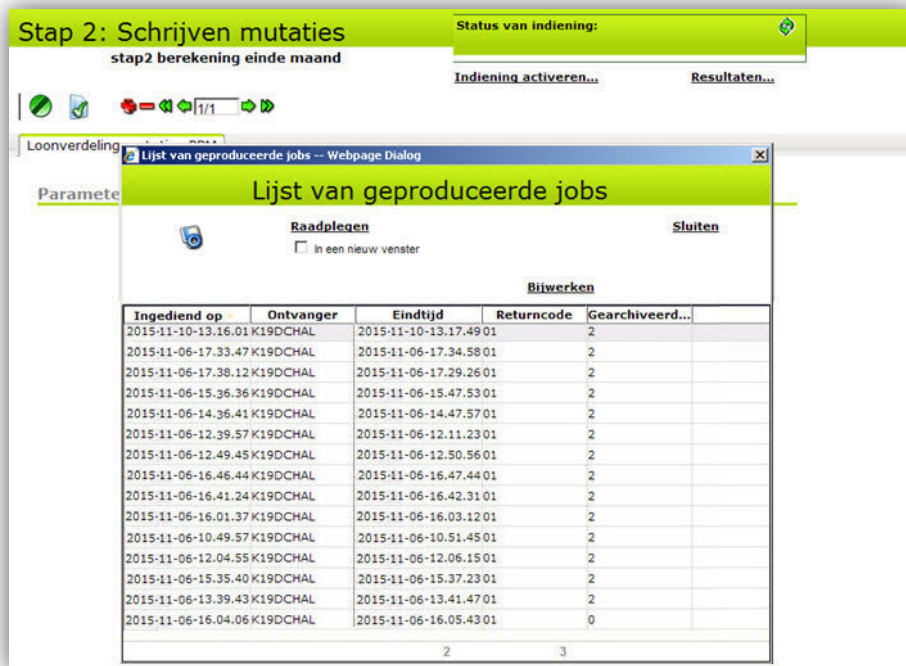 Stap 2: Schrijven mutaties
Status van indiening:
stap2 berekening einde maand
Indiening activeren...
Resultaten...
1/1
Loonverdeling
Lijst van geproduceerde jobs -- Webpage Dialog
Paramete
Lijst van geproduceerde jobs
Raadplegen
Sluiten
In een nieuw venster
Bijwerken
Ingediend op Ontvanger Eindtijd Returncode Gearchiveerd...
2015-11-10-13.16.01 K19DCHAL 2015-11-10-13.17.49 01 2
2015-11-06-17.33.47 K19DCHAL 2015-11-06-17.34.58 01 2
2015-11-06-17.38.12 K19DCHAL 2015-11-06-17.29.26 01 2
2015-11-06-15.36.36 K19DCHAL 2015-11-06-15.47.53 01 2
2015-11-06-14.36.41 K19DCHAL 2015-11-06-14.47.57 01 2
2015-11-06-12.39.57 K19DCHAL 2015-11-06-12.11.23 01 2
2015-11-06-12.49.45 K19DCHAL 2015-11-06-12.50.56 01 2
2015-11-06-16.46.44 K19DCHAL 2015-11-06-16.47.44 01 2
2015-11-06-16.41.24 K19DCHAL 2015-11-06-16.42.31 01 2
2015-11-06-16.01.37 K19DCHAL 2015-11-06-16.03.12 01 2
2015-11-06-10.49.57 K19DCHAL 2015-11-06-10.51.45 01 2
2015-11-06-12.04.55 K19DCHAL 2015-11-06-12.06.15 01 2
2015-11-06-15.35.40 K19DCHAL 2015-11-06-15.37.23 01 2
2015-11-06-13.39.43 K19DCHAL 2015-11-06-13.41.47 01 2
2015-11-06-16.04.06 K19DCHAL 2015-11-06-16.05.43 01 0
2 3